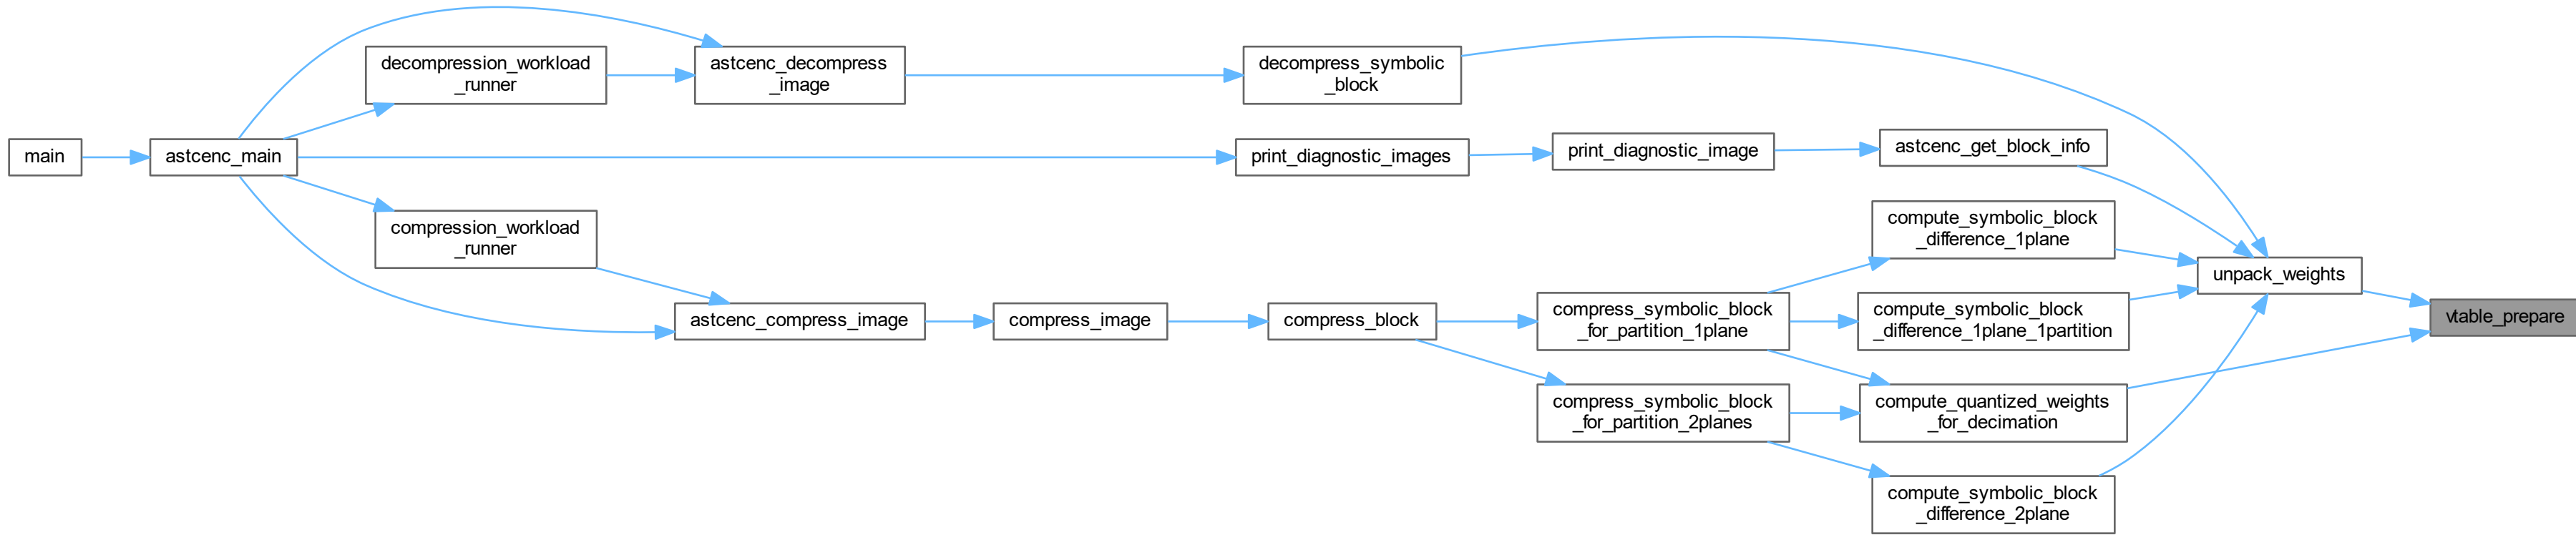 main
astcenc_main
decompression_workload
_runner
compression_workload
_runner
astcenc_decompress
_image
astcenc_compress_image
compress_image
decompress_symbolic
_block
print_diagnostic_images
compress_block
print_diagnostic_image
compress_symbolic_block
_for_partition_1plane
compress_symbolic_block
_for_partition_2planes
astcenc_get_block_info
compute_symbolic_block
_difference_1plane
compute_symbolic_block
_difference_1plane_1partition
compute_quantized_weights
_for_decimation
compute_symbolic_block
_difference_2plane
unpack_weights
vtable_prepare